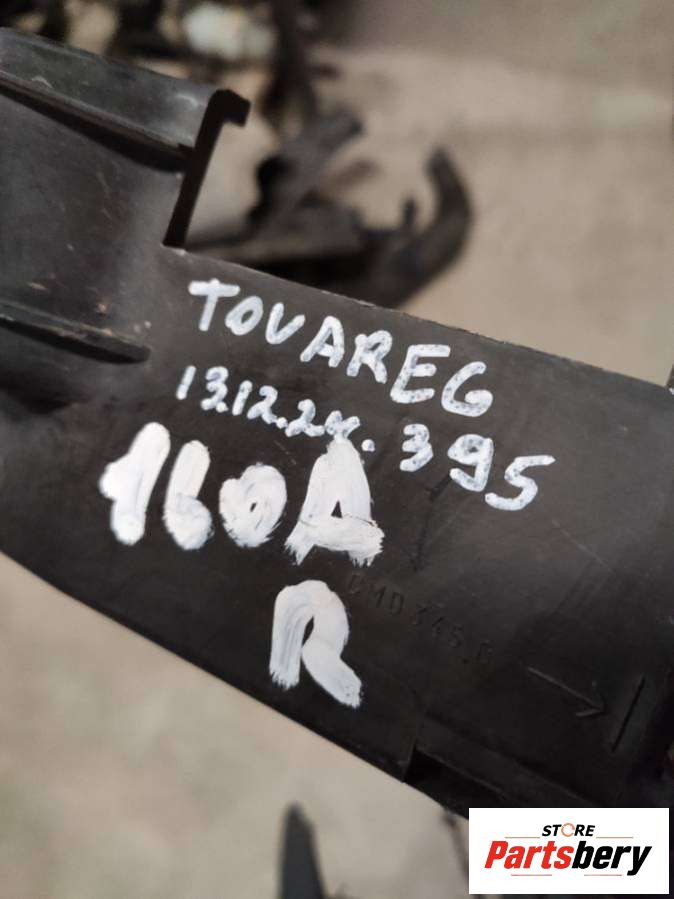 TOVAREG
13.12.24. 395
160A
R
STORE
Partsbery